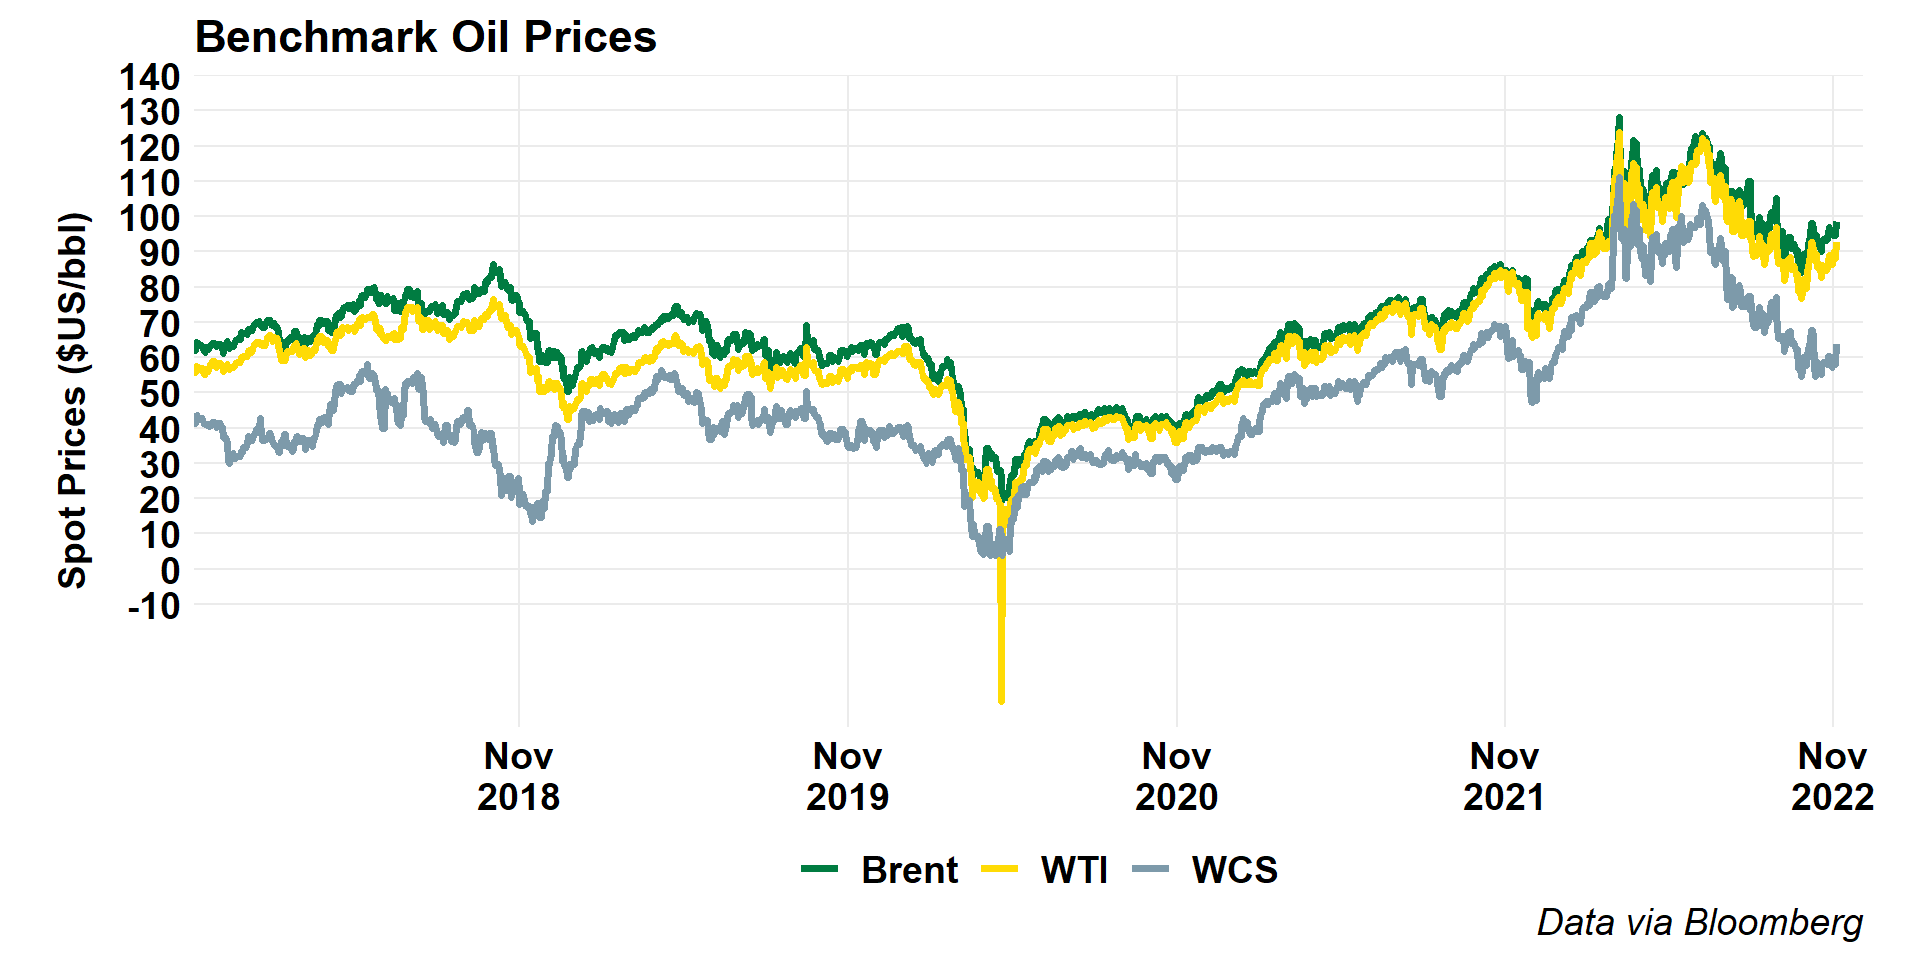 Benchmark Oil Prices
140
130
120
110
100
90
80
70
60
50
40
30
20
10
0
-10
Spot Prices ($US/bbl)
Nov
2018
Nov
2019
Nov
2020
Nov
2021
Nov
2022
Brent WTI WCS
Data via Bloomberg